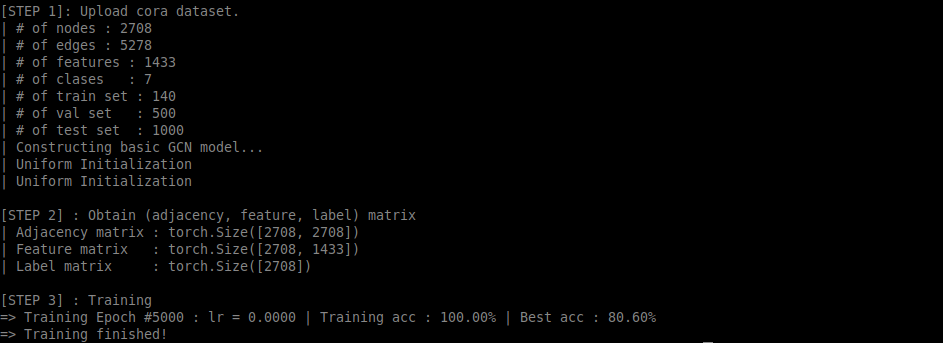 [STEP 1]: Upload cora dataset.
| # of nodes : 2708
| # of edges : 5278
| # of features : 1433
| # of clases   : 7
| # of train set : 140
| # of val set   : 500
| # of test set  : 1000
| Constructing basic GCN model...
| Uniform Initialization
| Uniform Initialization

[STEP 2] : Obtain (adjacency, feature, label) matrix
| Adjacency matrix : torch.Size([2708, 2708])
| Feature matrix   : torch.Size([2708, 1433])
| Label matrix     : torch.Size([2708])

[STEP 3] : Training
=> Training Epoch #5000 : lr = 0.0000 | Training acc : 100.00% | Best acc : 80.60%
=> Training finished!